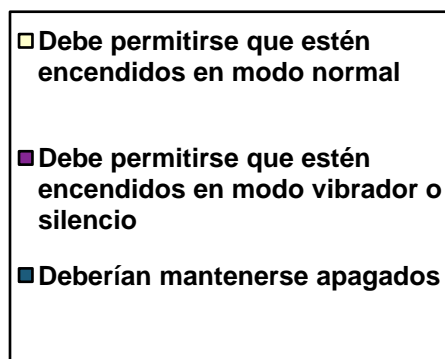 Debe permitirse que estén
encendidos en modo normal
Debe permitirse que estén
encendidos en modo vibrador o
silencio
Deberían mantenerse apagados